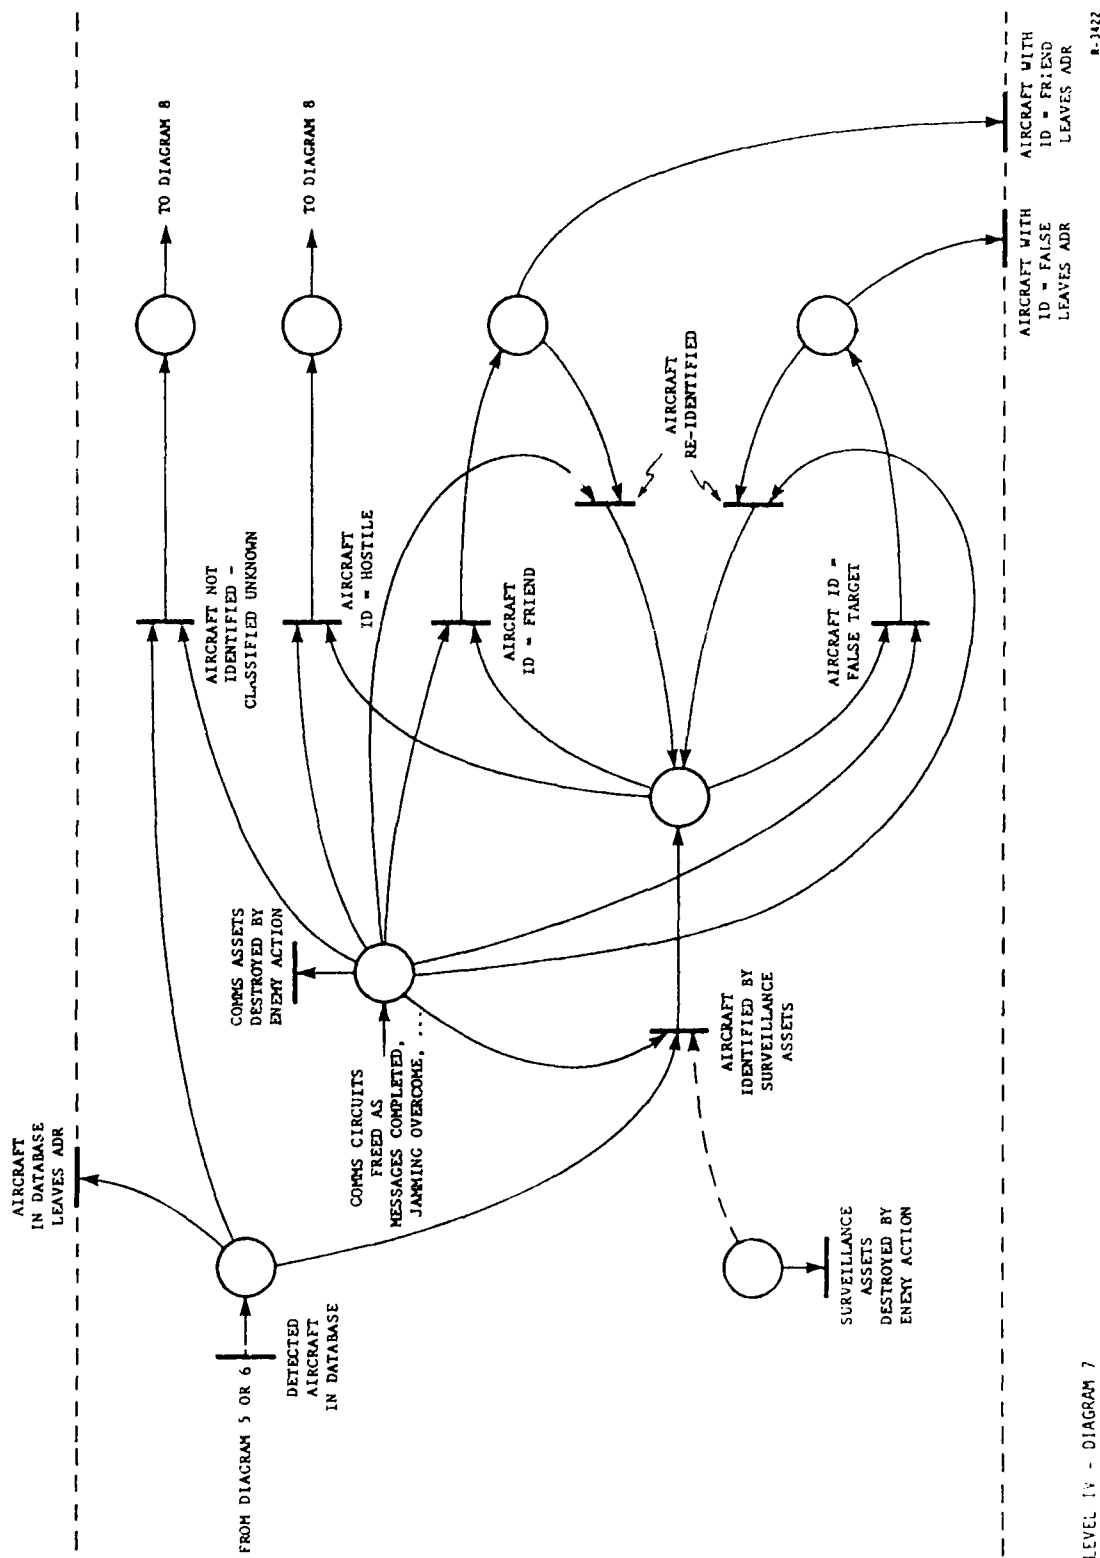 AIRCRAFT
IN DATABASE
LEAVES ADR
FROM DIAGRAM 5 OR 6
DETECTED
AIRCRAFT
IN DATABASE
COMMS ASSETS
DESTROYED BY
ENEMY ACTION
COMMS CIRCUITS
FREED AS
MESSAGES COMPLETED,
JAMMING OVERCOME, ...
SURVEILLANCE
ASSETS
DESTROYED BY
ENEMY ACTION
AIRCRAFT
IDENTIFIED BY
SURVEILLANCE
ASSETS
AIRCRAFT NOT
IDENTIFIED -
CLASSIFIED UNKNOWN
AIRCRAFT
ID = HOSTILE
AIRCRAFT
ID = FRIEND
AIRCRAFT ID =
FALSE TARGET
AIRCRAFT
RE-IDENTIFIED
TO DIAGRAM 8
TO DIAGRAM 8
AIRCRAFT WITH
ID = FALSE
LEAVES ADR
AIRCRAFT WITH
ID = FRIEND
LEAVES ADR
LEVEL IV - DIAGRAM 7
R-3422